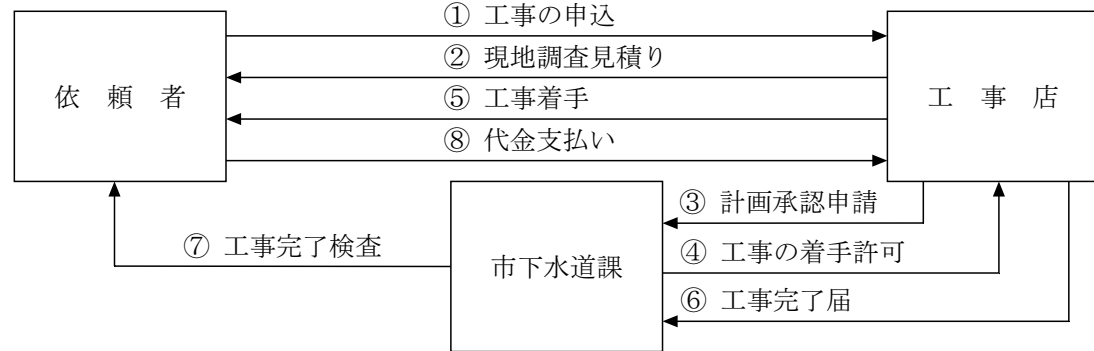 ① 工事の申込
② 現地調査見積り
依 頼 者
工 事 店
⑤ 工事着手
⑧ 代金支払い
③ 計画承認申請
⑦ 工事完了検査
④ 工事の着手許可
市下水道課
⑥ 工事完了届